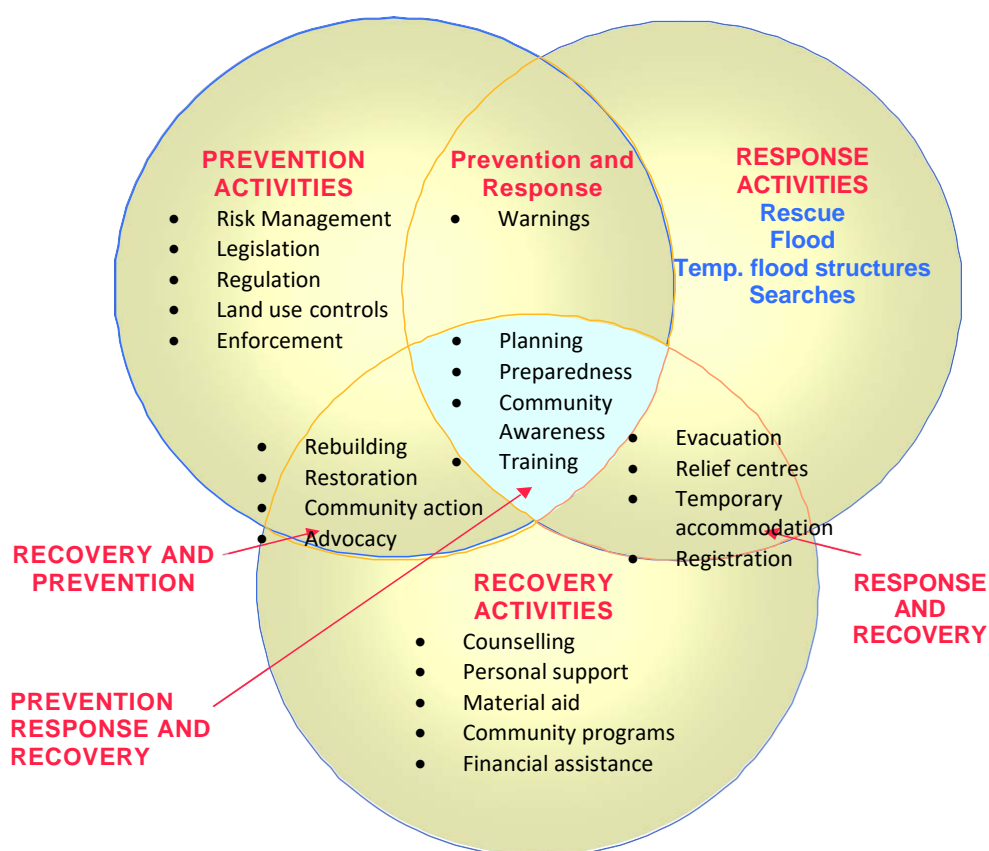 PREVENTION
ACTIVITIES
• Risk Management
• Legislation
• Regulation
• Land use controls
• Enforcement
Prevention and
Response
• Warnings
RESPONSE
ACTIVITIES
Rescue
Flood
Temp. flood structures
Searches
• Planning
• Preparedness
• Community
Awareness
• Training
• Rebuilding
• Restoration
• Community action
• Advocacy
• Evacuation
• Relief centres
• Temporary
accommodation
• Registration
RECOVERY AND
PREVENTION
RESPONSE
AND
RECOVERY
RECOVERY
ACTIVITIES
• Counselling
• Personal support
• Material aid
• Community programs
• Financial assistance
PREVENTION
RESPONSE AND
RECOVERY